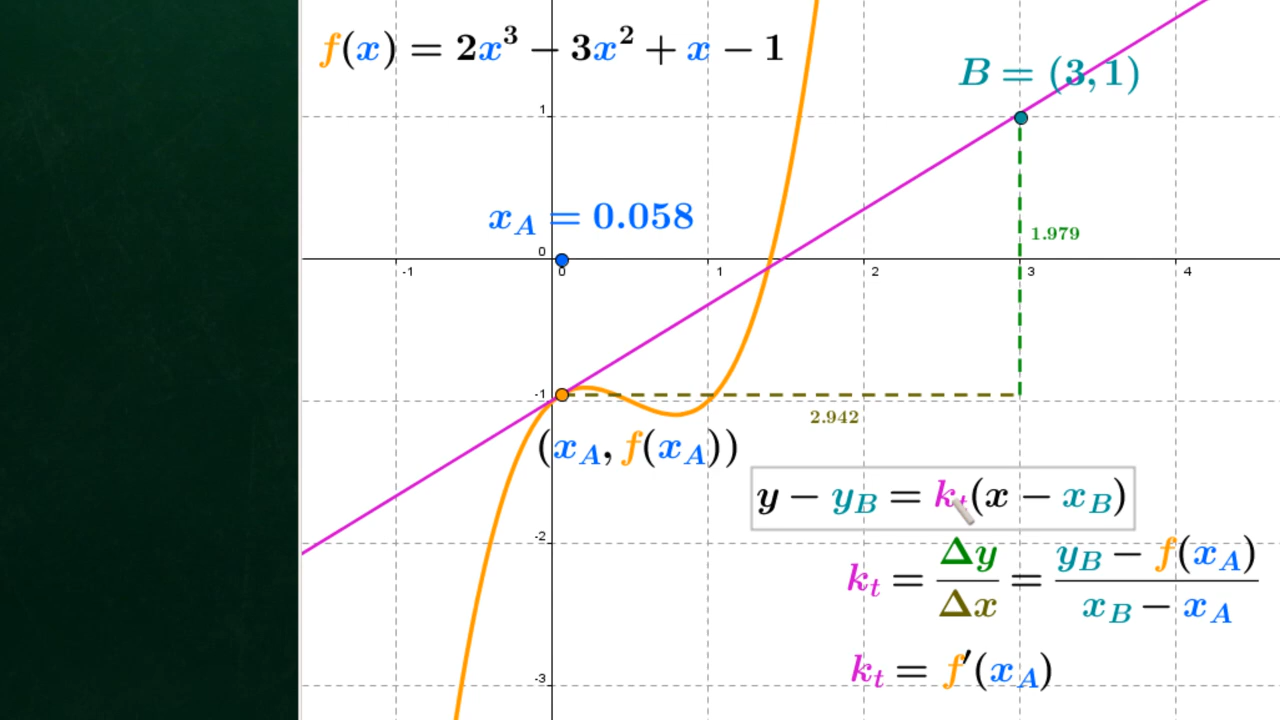 f(x) = 2x³ − 3x² + x − 1
B = (3, 1)
1
x_A = 0.058
1.979
0
-1 0 1 2 3 4
-1
2.942
(x_A, f(x_A))
y − y_B = k_t(x − x_B)
-2
k_t = Δy/Δx = (y_B − f(x_A))/(x_B − x_A)
k_t = f′(x_A)
-3